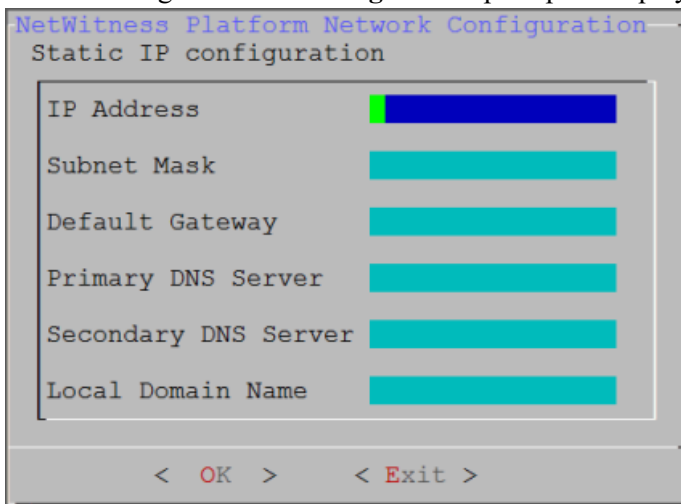 NetWitness Platform Network Configuration
Static IP configuration
IP Address
Subnet Mask
Default Gateway
Primary DNS Server
Secondary DNS Server
Local Domain Name
< OK > < Exit >